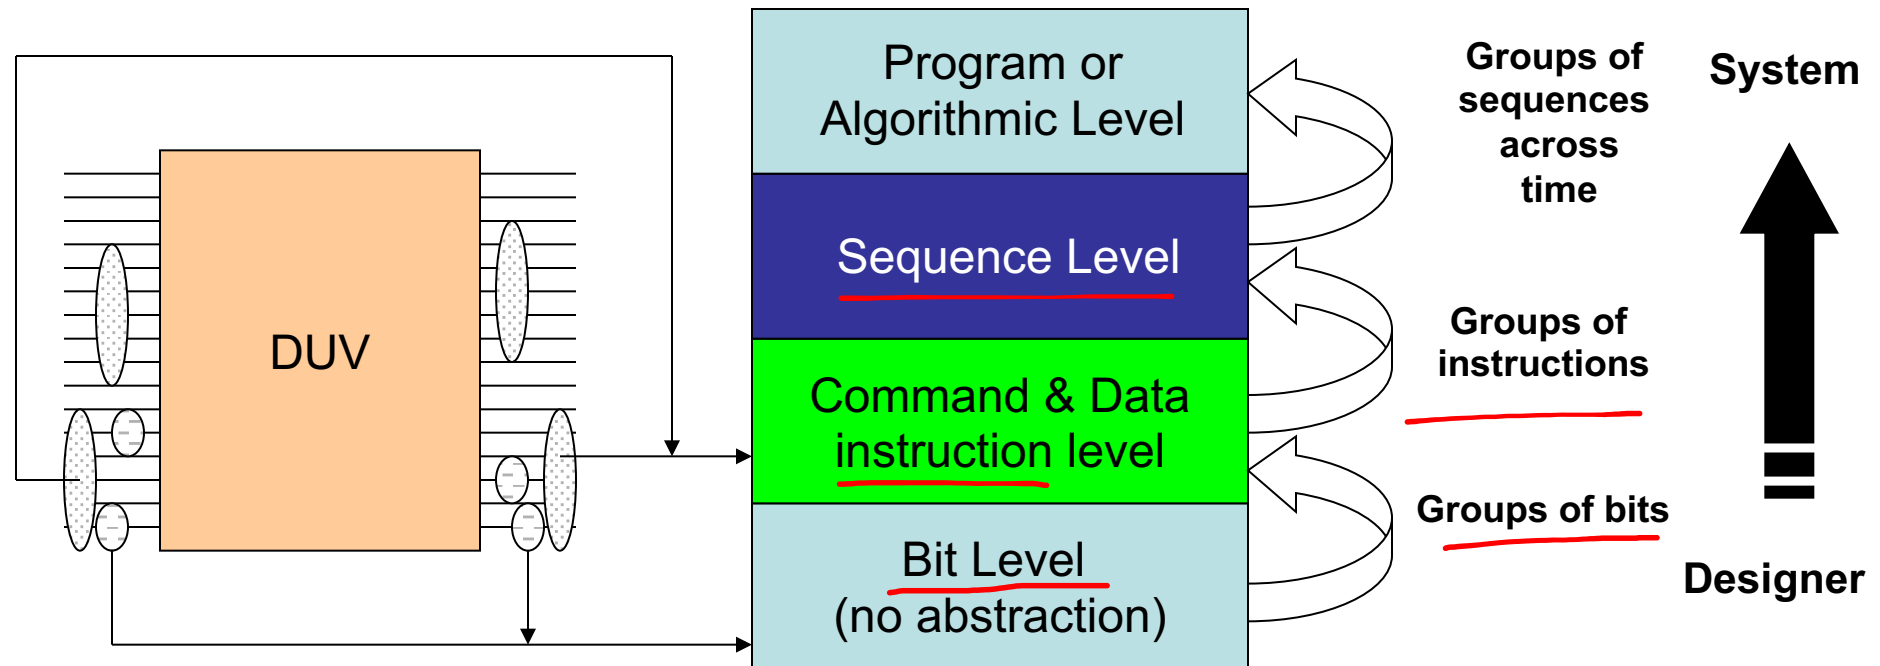 DUV
Program or
Algorithmic Level
Sequence Level
Command & Data
instruction level
Bit Level
(no abstraction)
Groups of
sequences
across
time
Groups of
instructions
Groups of bits
System
Designer